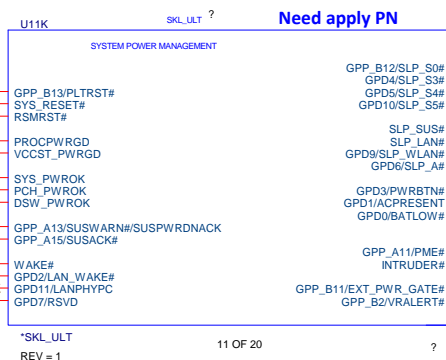 U11K
SKL_ULT
?
Need apply PN
SYSTEM POWER MANAGEMENT
GPP_B13/PLTRST#
SYS_RESET#
RSMRST#
PROCPWRGD
VCCST_PWRGD
SYS_PWROK
PCH_PWROK
DSW_PWROK
GPP_A13/SUSWARN#/SUSPWRDNACK
GPP_A15/SUSACK#
WAKE#
GPD2/LAN_WAKE#
GPD11/LANPHYPC
GPD7/RSVD
GPP_B12/SLP_S0#
GPD4/SLP_S3#
GPD5/SLP_S4#
GPD10/SLP_S5#
SLP_SUS#
SLP_LAN#
GPD9/SLP_WLAN#
GPD6/SLP_A#
GPD3/PWRBTN#
GPD1/ACPRESENT
GPD0/BATLOW#
GPP_A11/PME#
INTRUDER#
GPP_B11/EXT_PWR_GATE#
GPP_B2/VRALERT#
*SKL_ULT
REV = 1
11 OF 20
?